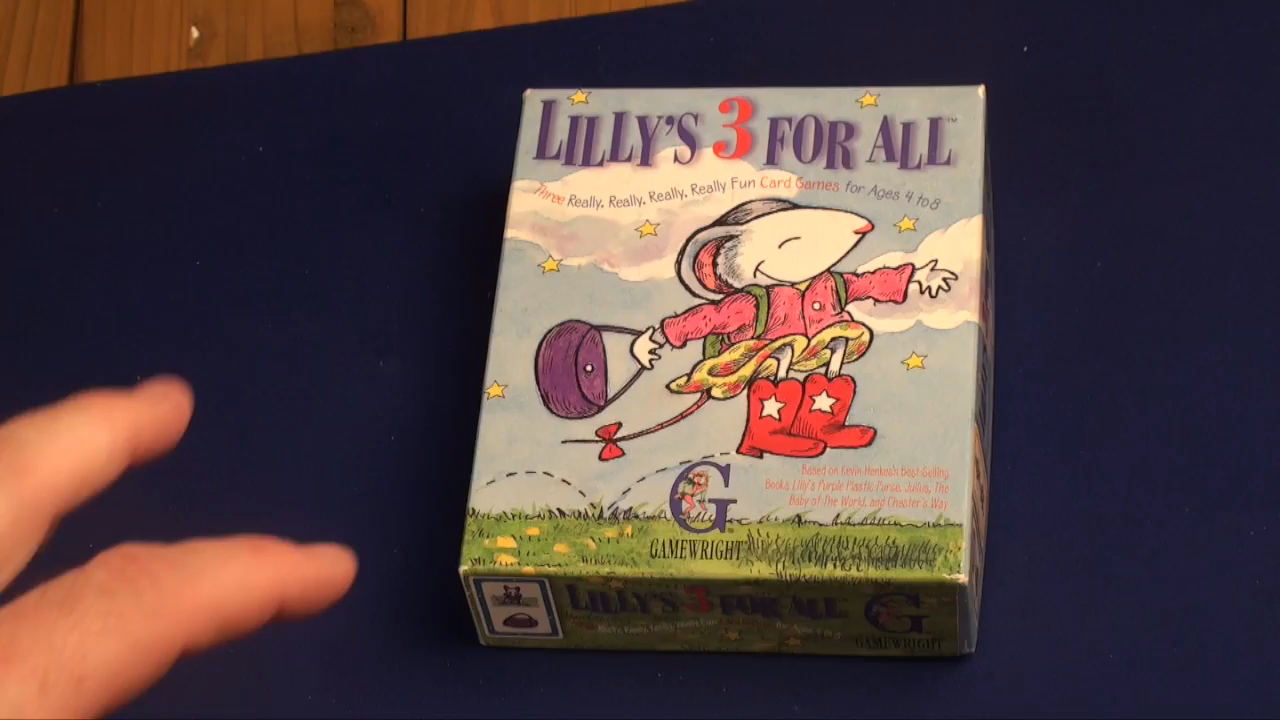 LILLY'S 3 FOR ALL™
Three Really, Really, Really, Really Fun Card Games for Ages 4 to 8
Based on Kevin Henkes's Best-Selling
Books Lilly's Purple Plastic Purse, Julius, The
Baby of The World, and Chester's Way
G
GAMEWRIGHT
LILLY'S 3 FOR ALL
G
GAMEWRIGHT